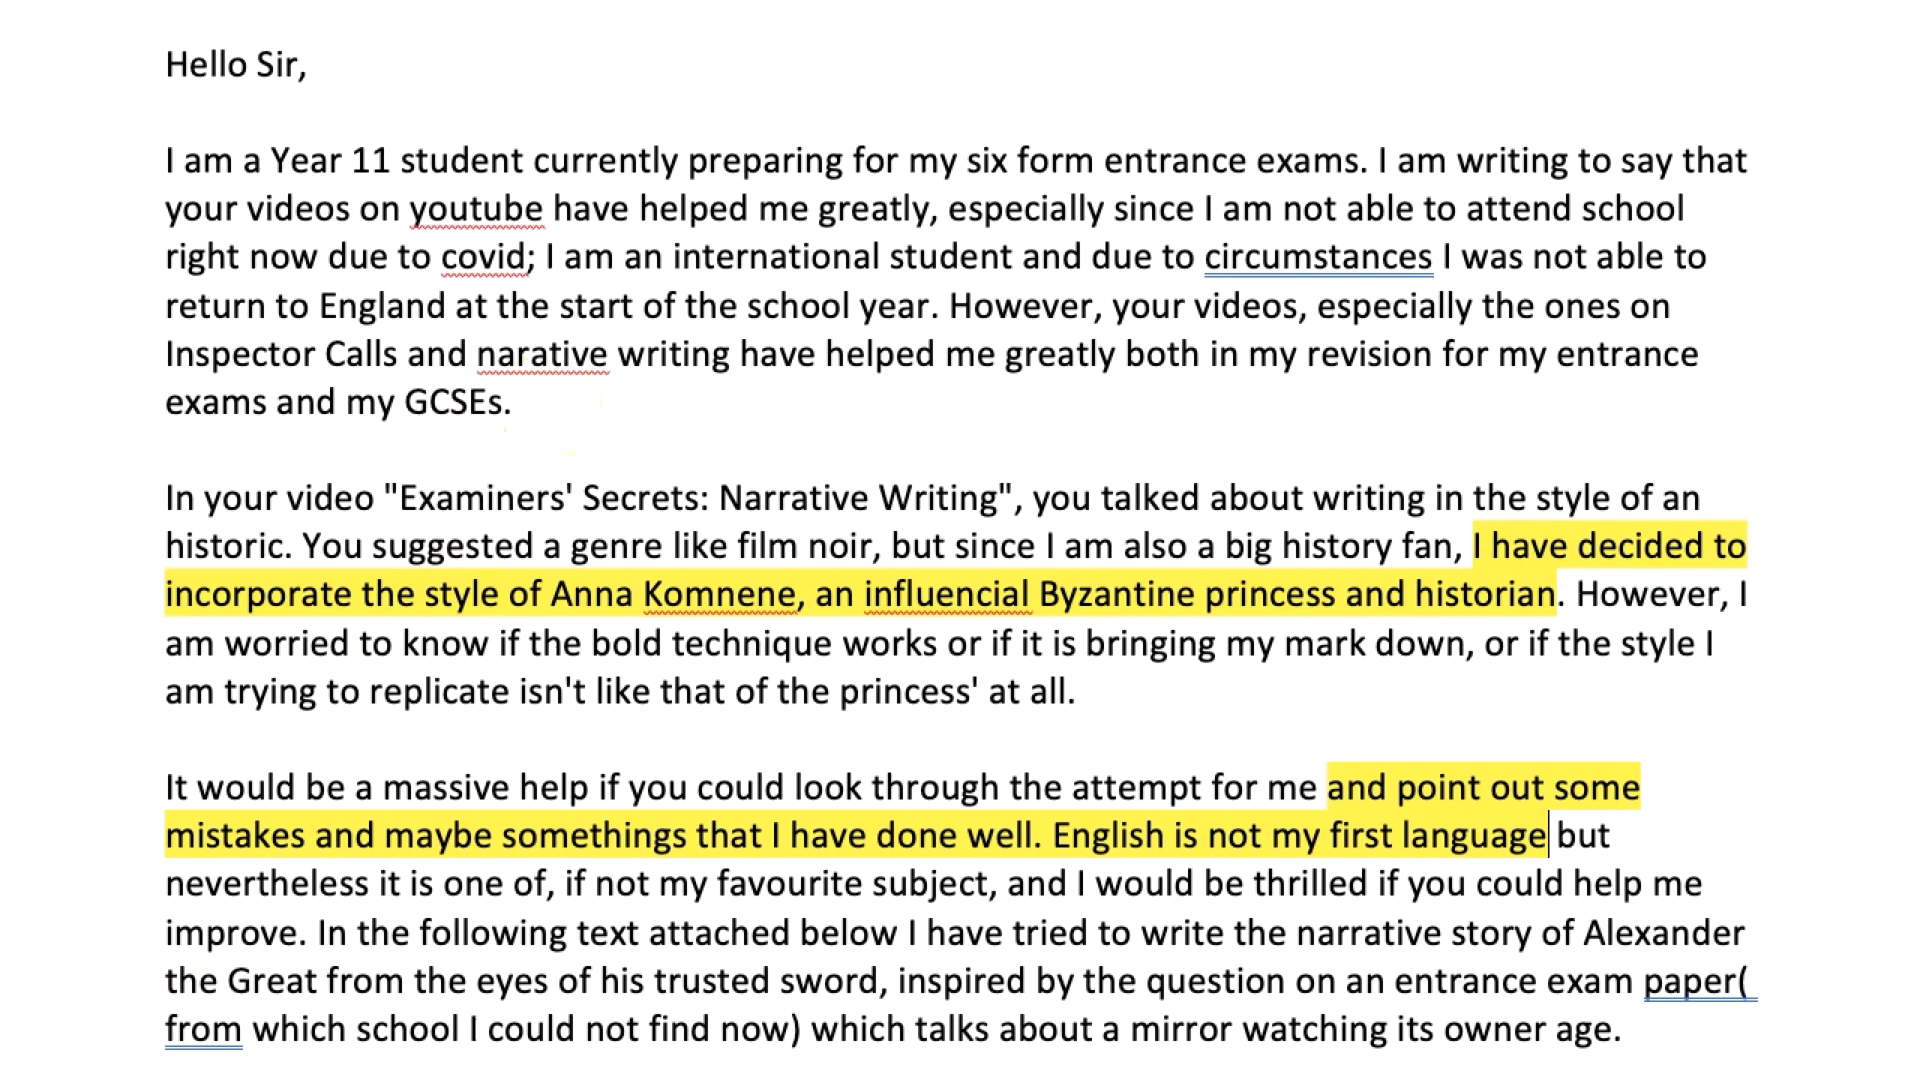 Hello Sir,
I am a Year 11 student currently preparing for my six form entrance exams. I am writing to say that
your videos on youtube have helped me greatly, especially since I am not able to attend school
right now due to covid; I am an international student and due to circumstances I was not able to
return to England at the start of the school year. However, your videos, especially the ones on
Inspector Calls and narative writing have helped me greatly both in my revision for my entrance
exams and my GCSEs.
In your video "Examiners' Secrets: Narrative Writing", you talked about writing in the style of an
historic. You suggested a genre like film noir, but since I am also a big history fan, I have decided to
incorporate the style of Anna Komnene, an influencial Byzantine princess and historian. However, I
am worried to know if the bold technique works or if it is bringing my mark down, or if the style I
am trying to replicate isn't like that of the princess' at all.
It would be a massive help if you could look through the attempt for me and point out some
mistakes and maybe somethings that I have done well. English is not my first language but
nevertheless it is one of, if not my favourite subject, and I would be thrilled if you could help me
improve. In the following text attached below I have tried to write the narrative story of Alexander
the Great from the eyes of his trusted sword, inspired by the question on an entrance exam paper(
from which school I could not find now) which talks about a mirror watching its owner age.